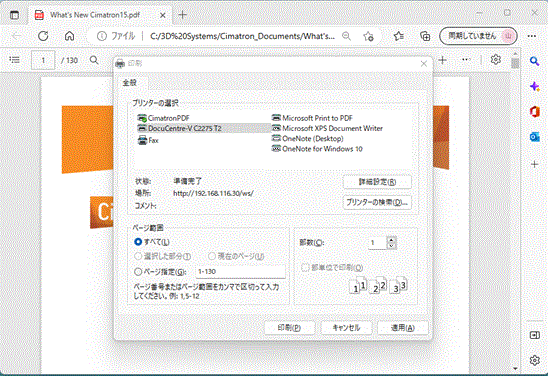 What's New Cimatron15.pdf
ファイル C:/3D%20Systems/Cimatron_Documents/What's... 同期していません 山
1 / 130
印刷
全般
プリンターの選択
CimatronPDF
DocuCentre-V C2275 T2
Fax
Microsoft Print to PDF
Microsoft XPS Document Writer
OneNote (Desktop)
OneNote for Windows 10
状態: 準備完了
場所: http://192.168.116.30/ws/
コメント:
詳細設定(R)
プリンターの検索(D)...
ページ範囲
すべて(L)
選択した部分(T) 現在のページ(U)
ページ指定(G): 1-130
ページ番号またはページ範囲をカンマで区切って入力
してください。例: 1,5-12
部数(C): 1
部単位で印刷(O)
1 1 2 2 3 3
印刷(P) キャンセル 適用(A)
Ci